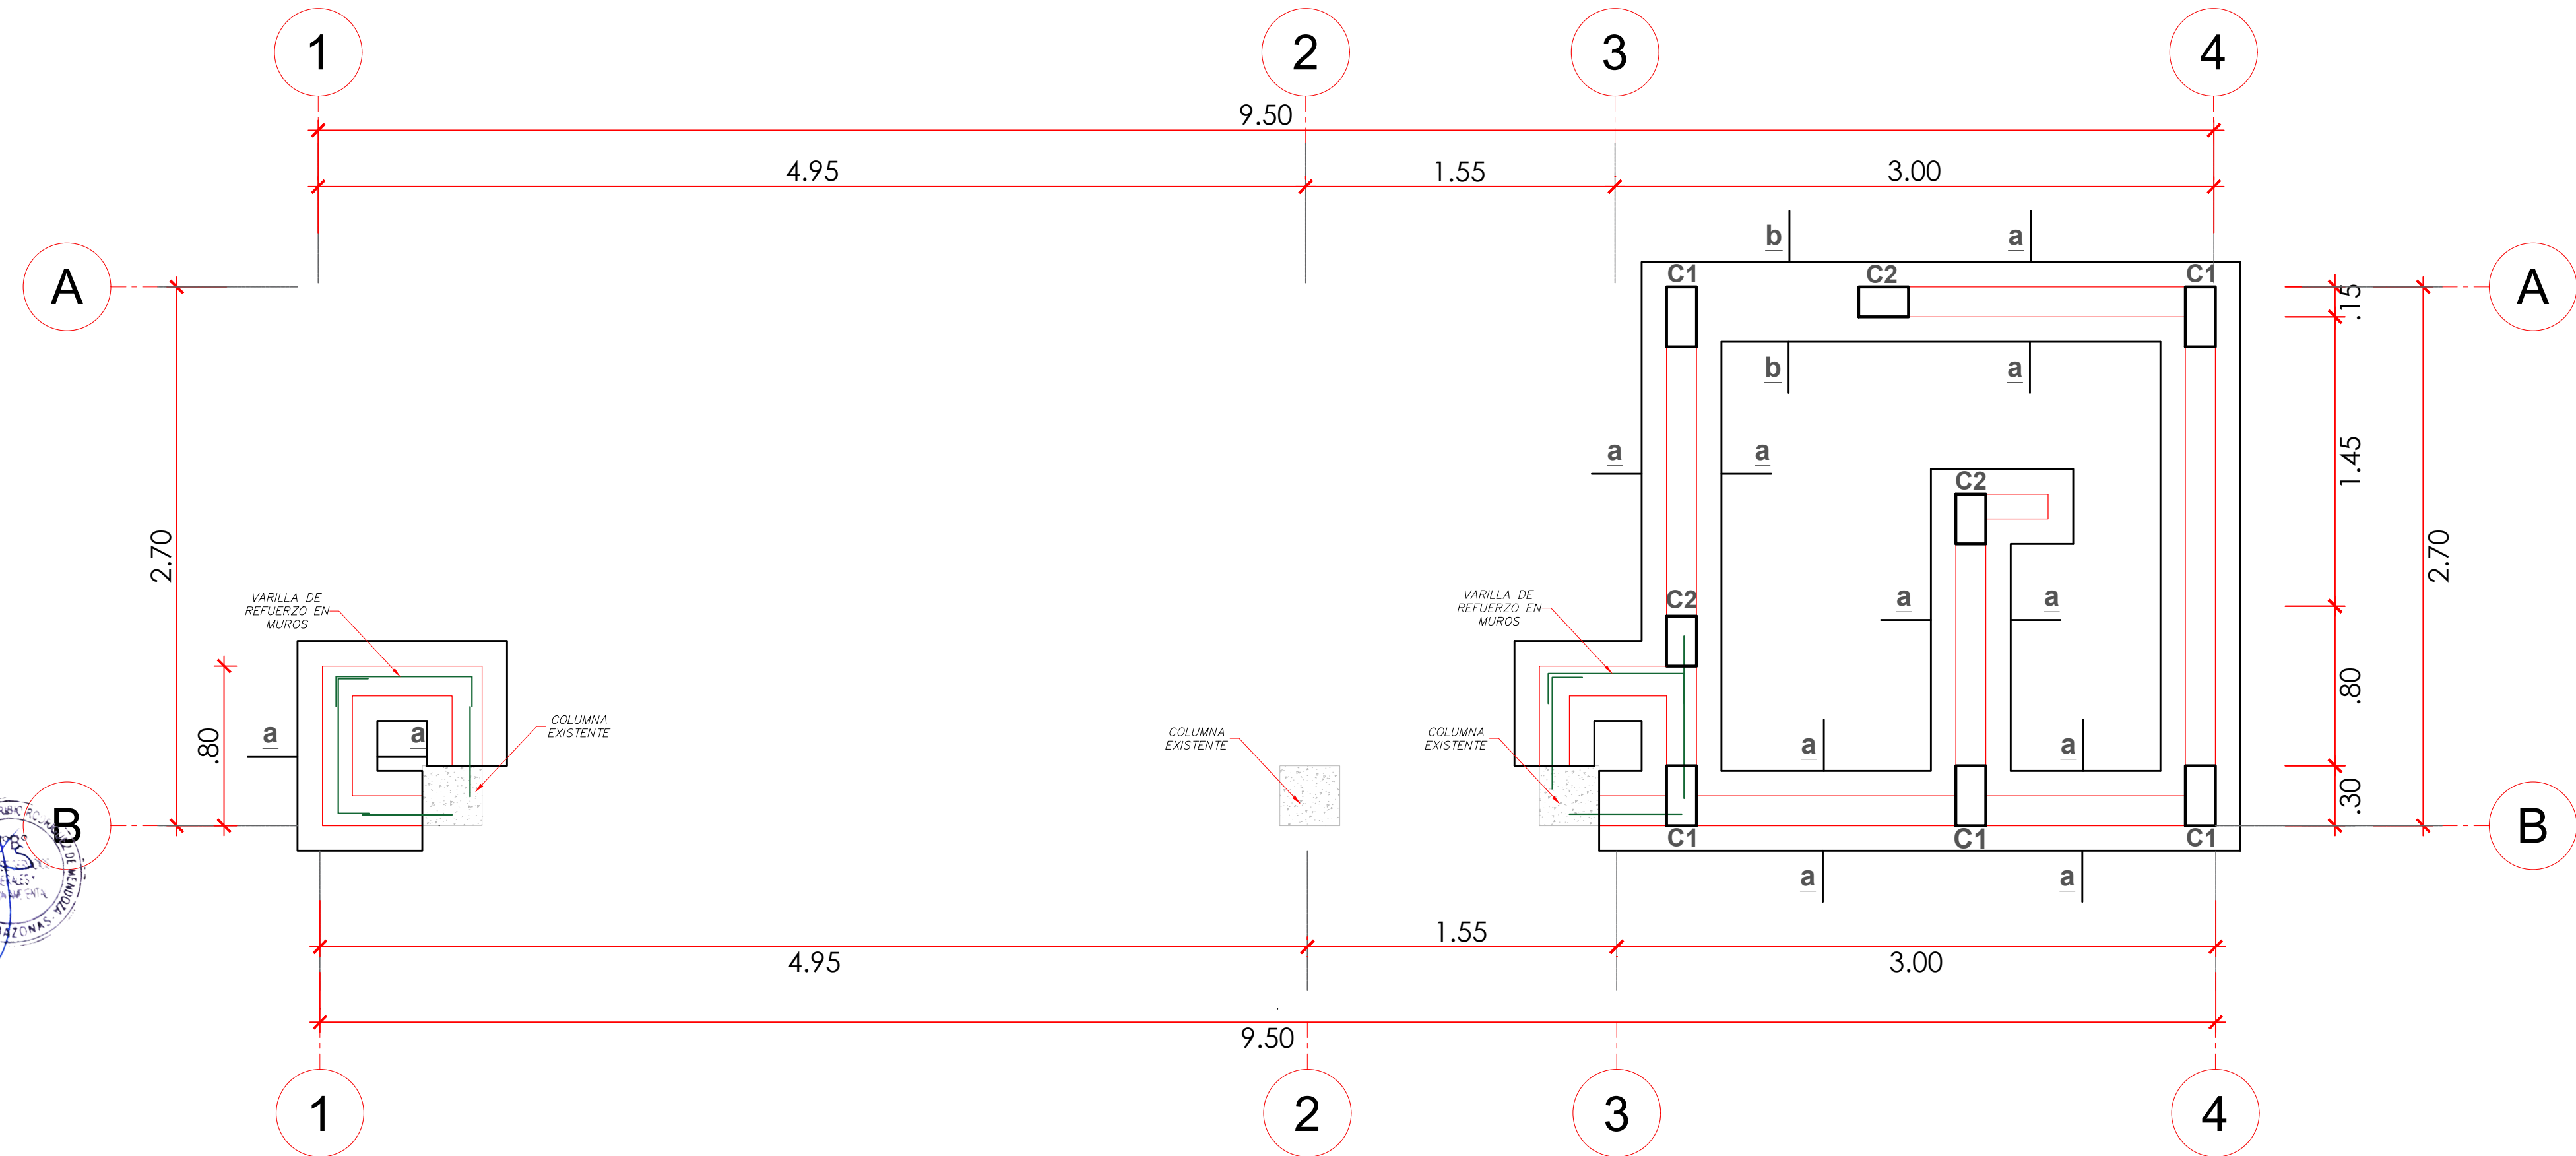 1
2
3
4
9.50
4.95
1.55
3.00
b
a
A
C1
C2
C1
A
.15
b
a
a
a
1.45
C2
2.70
2.70
VARILLA DE
REFUERZO EN
MUROS
VARILLA DE
REFUERZO EN
MUROS
C2
a
a
.80
.80
a
a
COLUMNA
EXISTENTE
COLUMNA
EXISTENTE
COLUMNA
EXISTENTE
a
a
.30
B
B
C1
C1
C1
a
a
DE MENDOZA
AMAZONAS
1.55
4.95
3.00
9.50
1
2
3
4